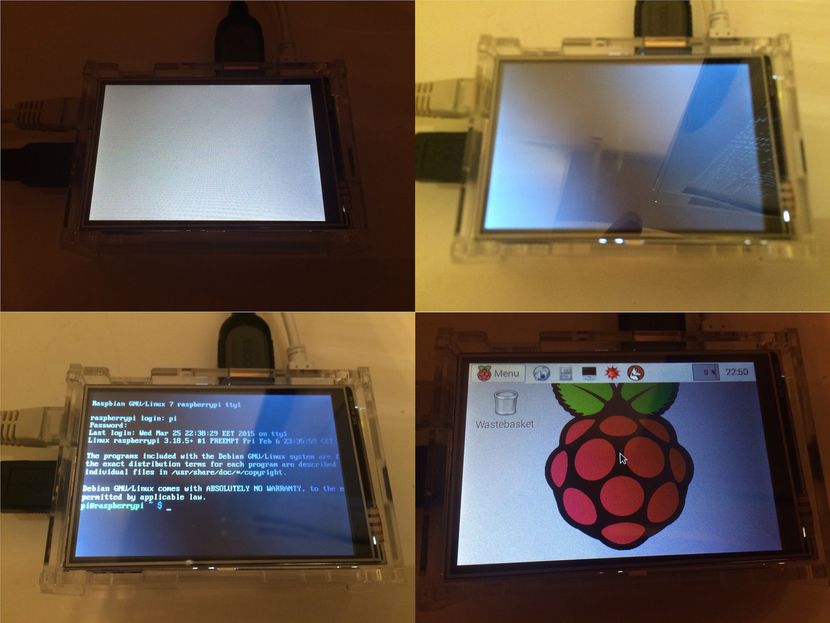 Raspbian GNU/Linux 7 raspberrypi tty1
raspberrypi login: pi
Password:
Last login: Wed Mar 25 22:38:29 EET 2015 on tty1
Linux raspberrypi 3.18.5+ #1 PREEMPT Fri Feb 6 23:35:59 CET
The programs included with the Debian GNU/Linux system are f
the exact distribution terms for each program are described
individual files in /usr/share/doc/*/copyright.
Debian GNU/Linux comes with ABSOLUTELY NO WARRANTY, to the e
permitted by applicable law.
pi@raspberrypi ~ $ _
Menu
0 %
22:50
Wastebasket